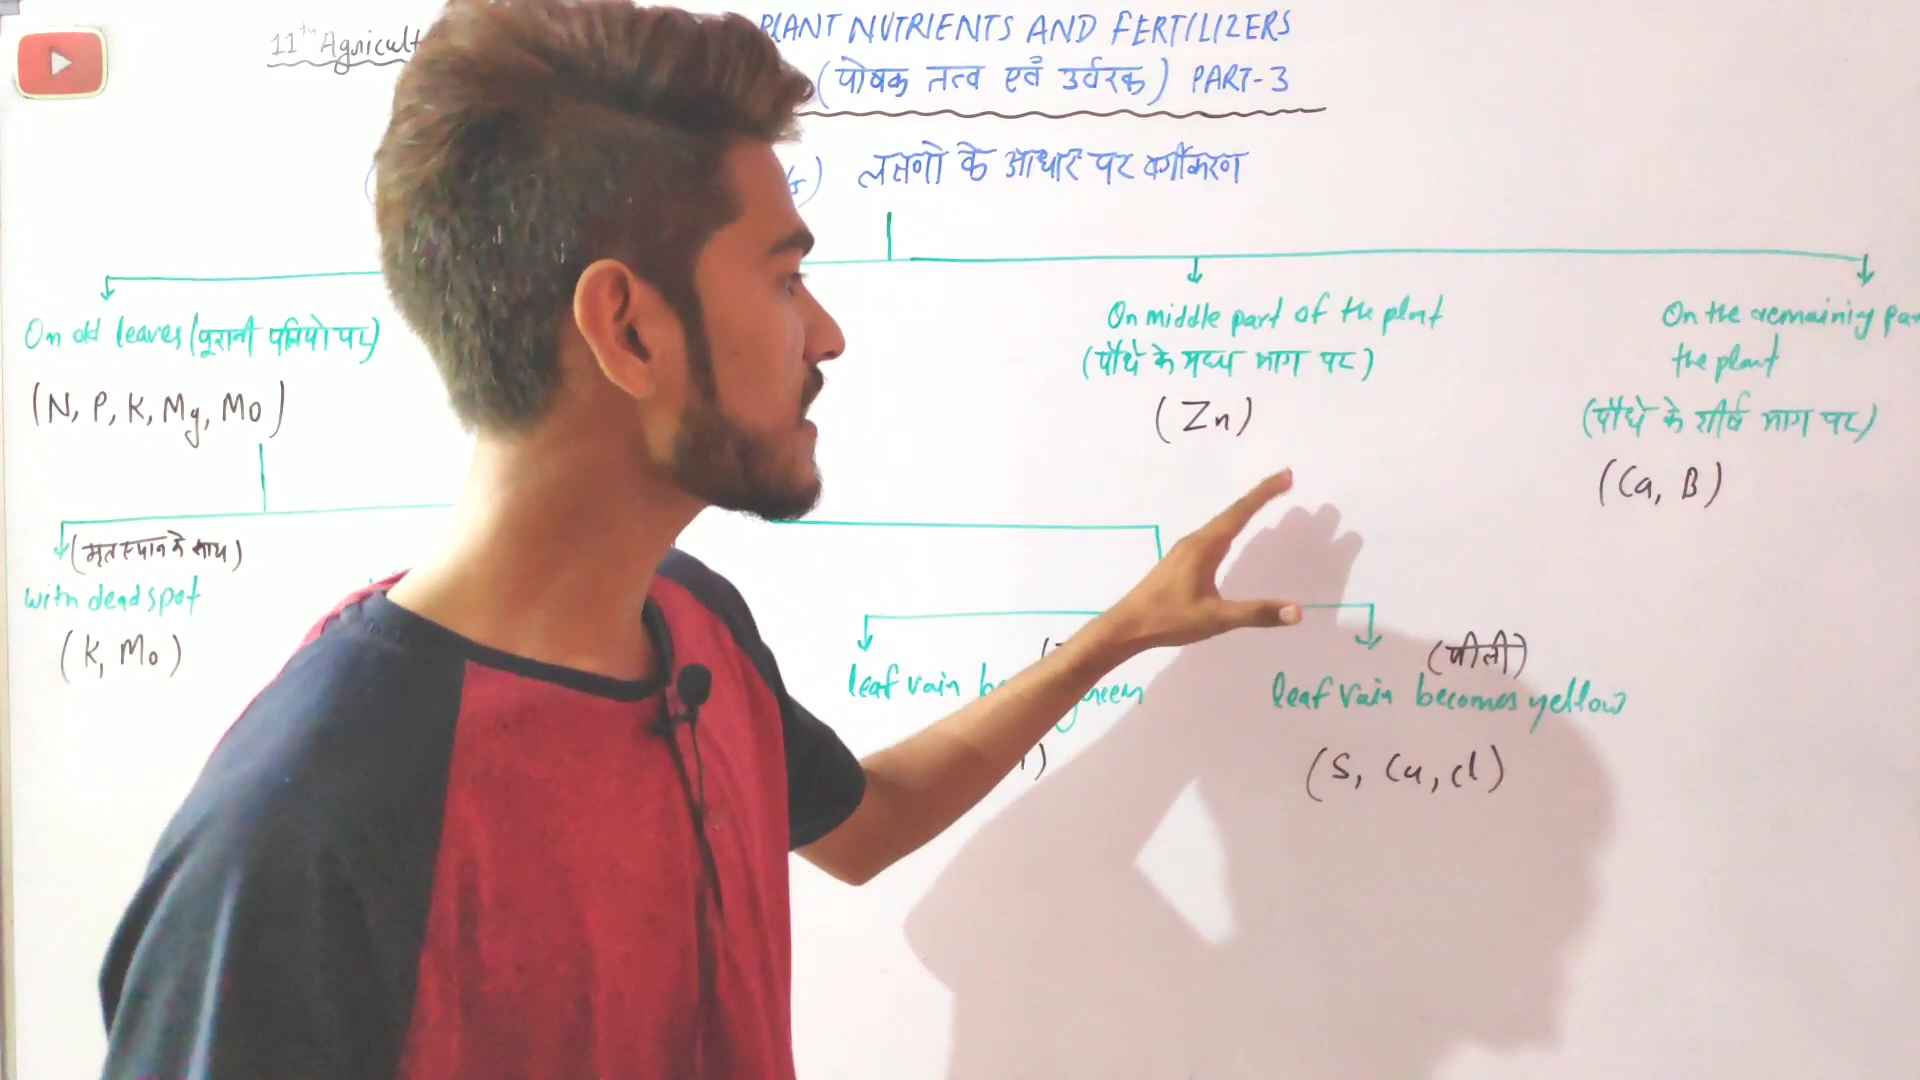 11th Agricult
PLANT NUTRIENTS AND FERTILIZERS
(पोषक तत्व एवं उर्वरक) PART-3
लक्षणों के आधार पर वर्गीकरण
On old leaves (पूरानी पत्तियो पर)
(N, P, K, Mg, Mo)
On middle part of the plant
(पौधे के मध्य भाग पर)
(Zn)
On the remaining par
the plant
(पौधे के शीर्ष भाग पर)
(Ca, B)
(मृत स्थान के साथ)
with dead spot
(K, Mo)
leaf vain green
(पीली)
leaf vain becomes yellow
(S, Cu, Cl)